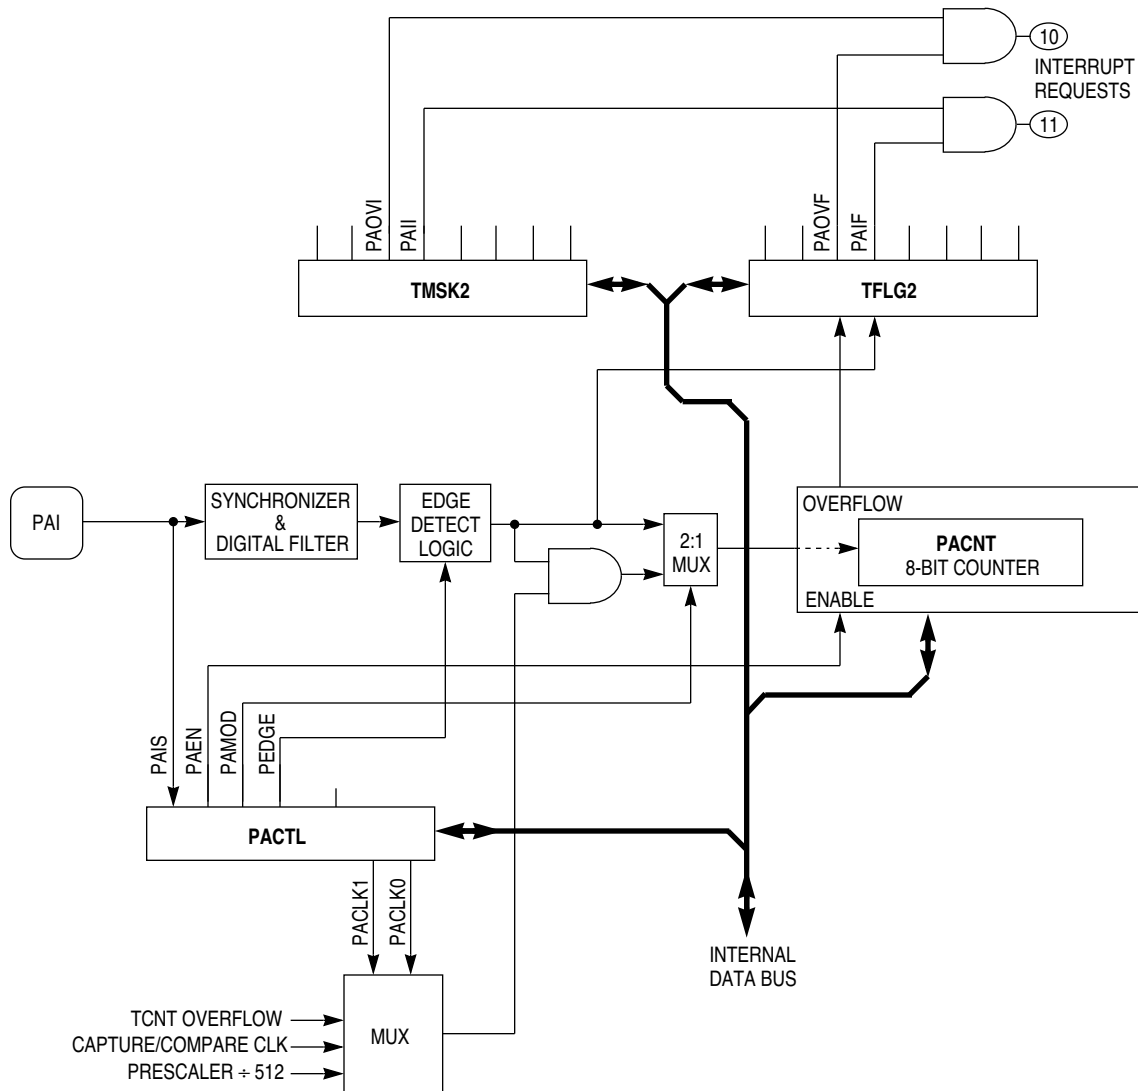 10
INTERRUPT
REQUESTS
11
PAOVI
PAII
PAOVF
PAIF
TMSK2
TFLG2
PAI
SYNCHRONIZER
&
DIGITAL FILTER
EDGE
DETECT
LOGIC
2:1
MUX
OVERFLOW
PACNT
8-BIT COUNTER
ENABLE
PAIS
PAEN
PAMOD
PEDGE
PACTL
PACLK1
PACLK0
INTERNAL
DATA BUS
TCNT OVERFLOW
CAPTURE/COMPARE CLK
PRESCALER ÷ 512
MUX